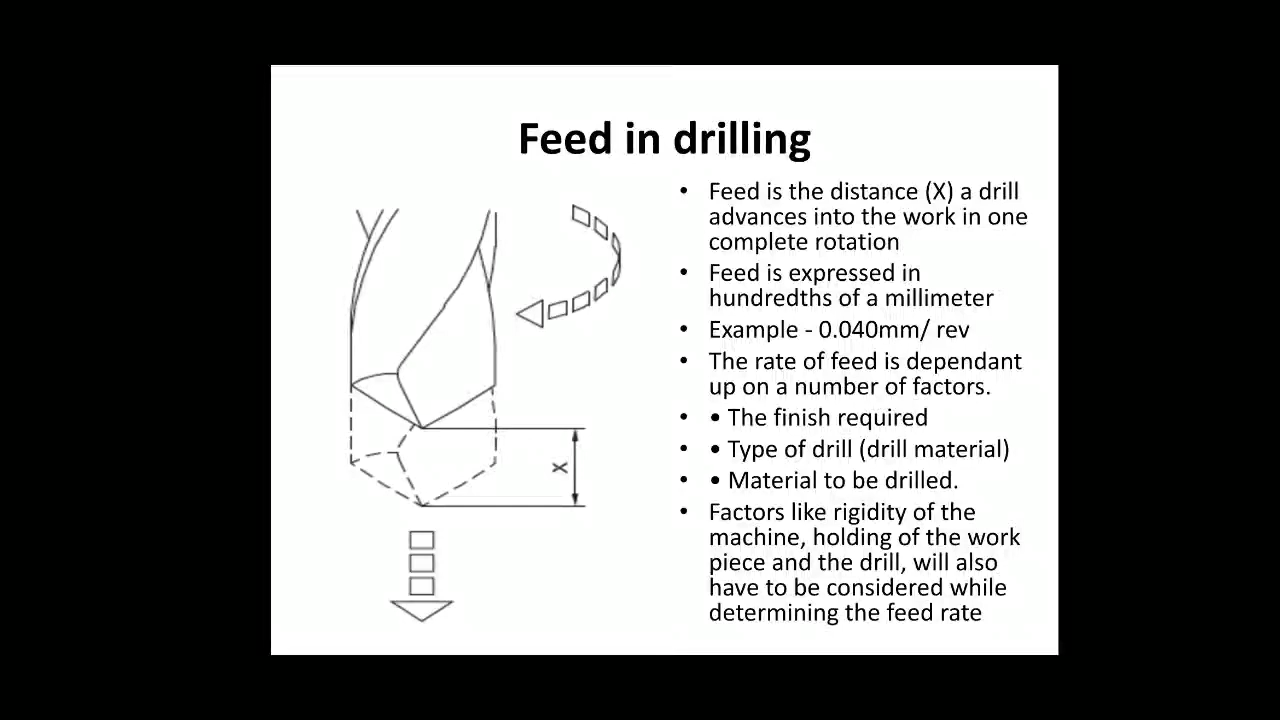 Feed in drilling
• Feed is the distance (X) a drill
advances into the work in one
complete rotation
• Feed is expressed in
hundredths of a millimeter
• Example - 0.040mm/ rev
• The rate of feed is dependant
up on a number of factors.
• • The finish required
• • Type of drill (drill material)
• • Material to be drilled.
• Factors like rigidity of the
machine, holding of the work
piece and the drill, will also
have to be considered while
determining the feed rate
X